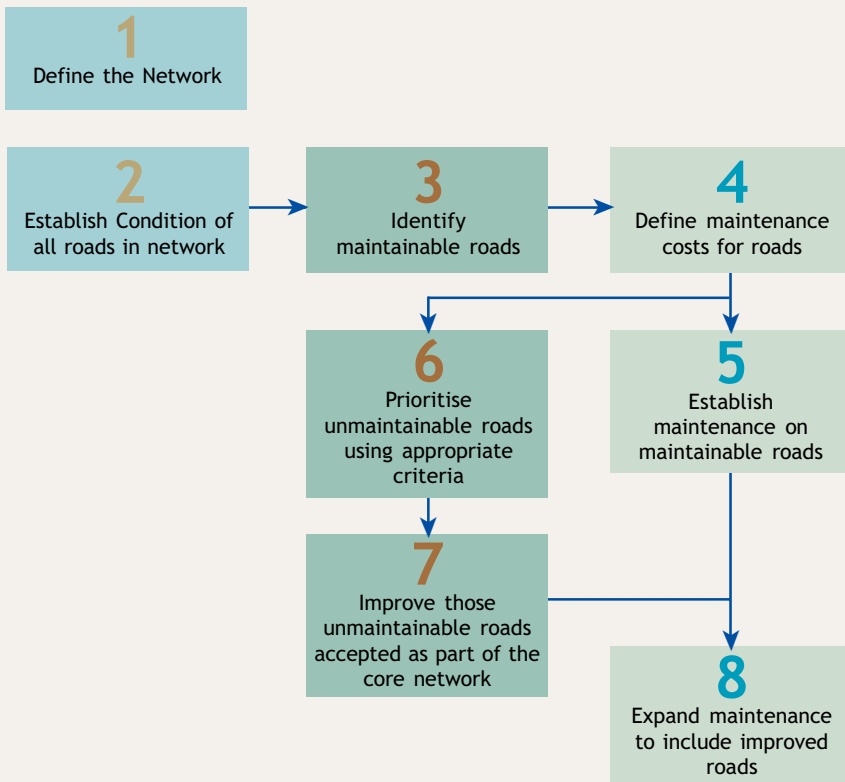 1
Define the Network
2
Establish Condition of
all roads in network
3
Identify
maintainable roads
4
Define maintenance
costs for roads
6
Prioritise
unmaintainable roads
using appropriate
criteria
5
Establish
maintenance on
maintainable roads
7
Improve those
unmaintainable roads
accepted as part of the
core network
8
Expand maintenance
to include improved
roads